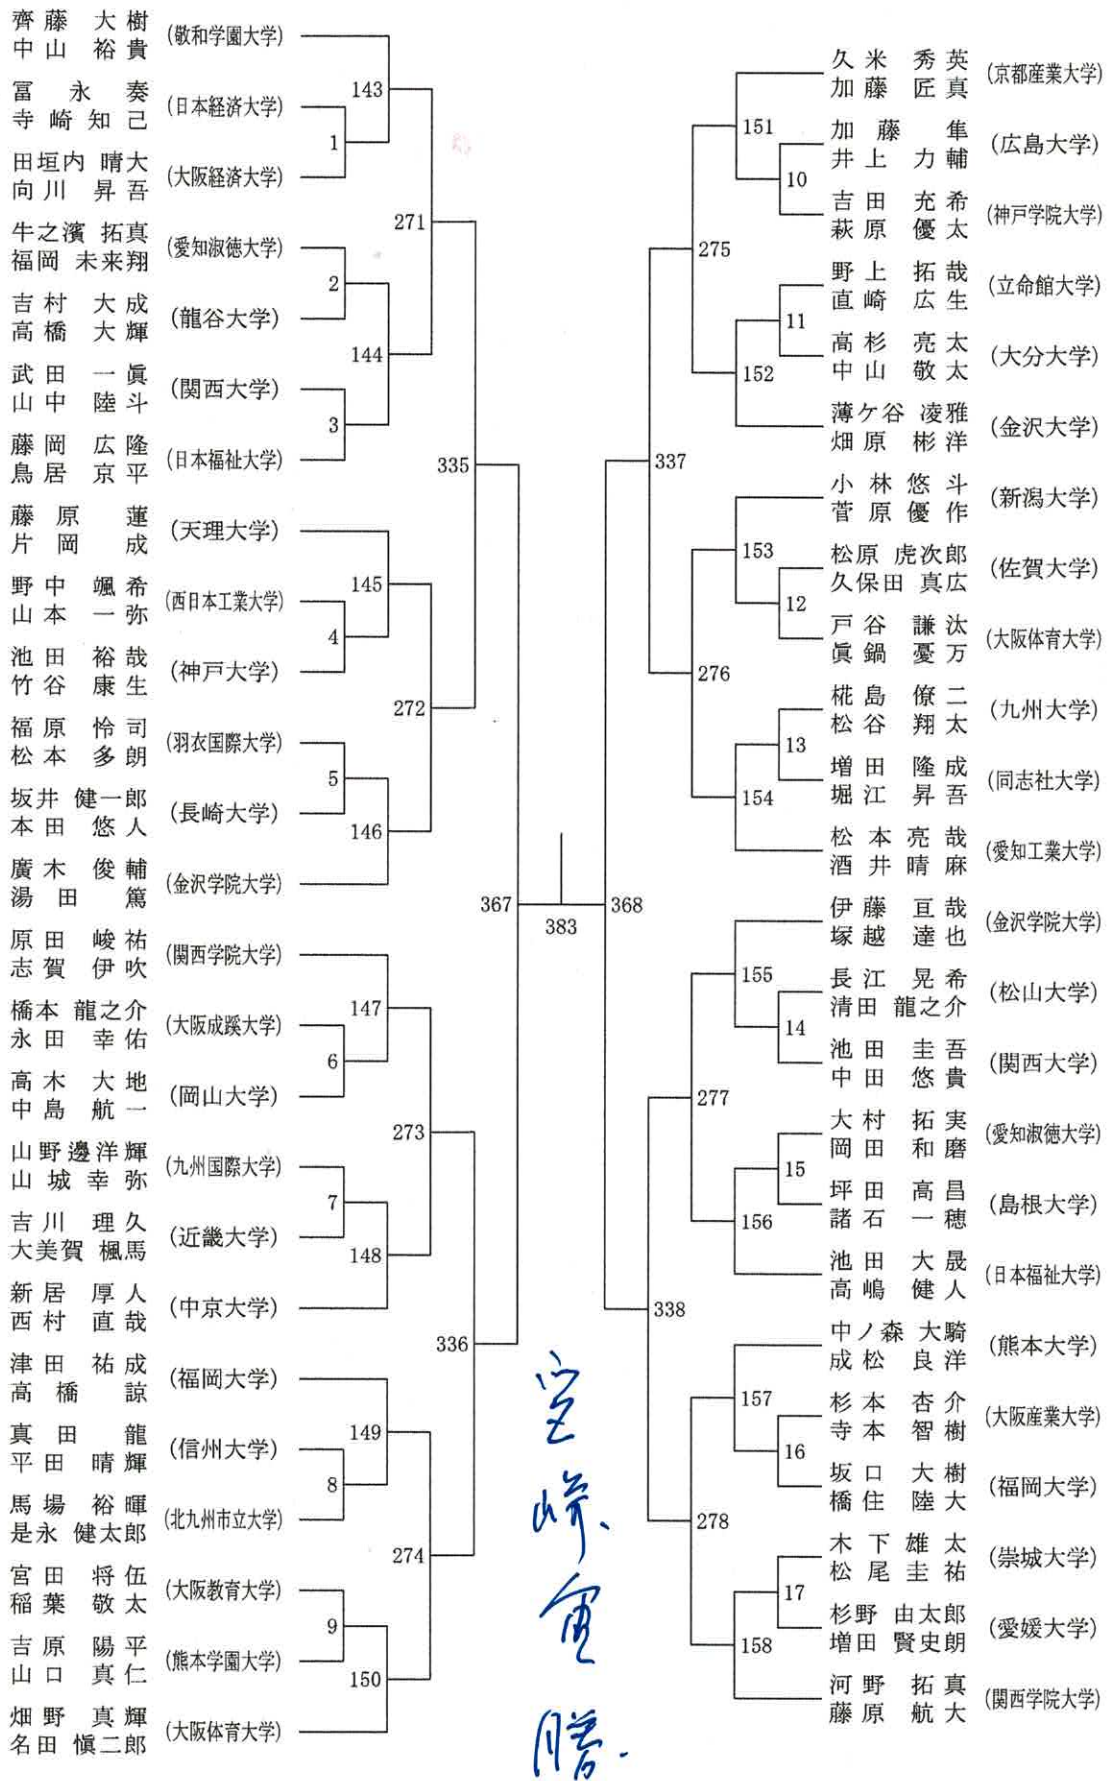 齊藤 大樹
中山 裕貴
(敬和学園大学)
冨永 奏
寺崎知己
(日本経済大学)
田垣内 晴大
向川 昇吾
(大阪経済大学)
牛之濱 拓真
福岡 未来翔
(愛知淑徳大学)
吉村 大成
高橋 大輝
(龍谷大学)
武田 一眞
山中 陸斗
(関西大学)
藤岡 広隆
鳥居 京平
(日本福祉大学)
藤原 蓮
片岡 成
(天理大学)
野中 颯希
山本 一弥
(西日本工業大学)
池田 裕哉
竹谷 康生
(神戸大学)
福原 怜司
松本 多朗
(羽衣国際大学)
坂井 健一郎
本田 悠人
(長崎大学)
廣木 俊輔
湯田 篤
(金沢学院大学)
原田 峻祐
志賀 伊吹
(関西学院大学)
橋本 龍之介
永田 幸佑
(大阪成蹊大学)
高木 大地
中島 航一
(岡山大学)
山野邊洋輝
山城幸弥
(九州国際大学)
吉川 理久
大美賀 楓馬
(近畿大学)
新居 厚人
西村 直哉
(中京大学)
津田 祐成
高橋 諒
(福岡大学)
真田 龍
平田 晴輝
(信州大学)
馬場 裕暉
是永 健太郎
(北九州市立大学)
宮田 将伍
稲葉 敬太
(大阪教育大学)
吉原 陽平
山口 真仁
(熊本学園大学)
畑野 真輝
名田 愼二郎
(大阪体育大学)
1
2
3
4
5
6
7
8
9
143
144
145
146
147
148
149
150
271
272
273
274
335
336
367
383
368
337
338
275
276
277
278
151
152
153
154
155
156
157
158
10
11
12
13
14
15
16
17
久米 秀英
加藤 匠真
(京都産業大学)
加藤 隼
井上 力輔
(広島大学)
吉田 充希
萩原 優太
(神戸学院大学)
野上 拓哉
直崎 広生
(立命館大学)
高杉 亮太
中山 敬太
(大分大学)
薄ケ谷 凌雅
畑原 彬洋
(金沢大学)
小林悠斗
菅原優作
(新潟大学)
松原 虎次郎
久保田 真広
(佐賀大学)
戸谷 謙汰
眞鍋 憂万
(大阪体育大学)
椛島 僚二
松谷 翔太
(九州大学)
増田 隆成
堀江 昇吾
(同志社大学)
松本亮哉
酒井晴麻
(愛知工業大学)
伊藤 亘哉
塚越 達也
(金沢学院大学)
長江 晃希
清田 龍之介
(松山大学)
池田 圭吾
中田 悠貴
(関西大学)
大村 拓実
岡田 和磨
(愛知淑徳大学)
坪田 高昌
諸石 一穂
(島根大学)
池田 大晟
高嶋 健人
(日本福祉大学)
中ノ森 大騎
成松 良洋
(熊本大学)
杉本 杏介
寺本 智樹
(大阪産業大学)
坂口 大樹
橋住 陸大
(福岡大学)
木下雄太
松尾圭祐
(崇城大学)
杉野 由太郎
増田 賢史朗
(愛媛大学)
河野 拓真
藤原 航大
(関西学院大学)